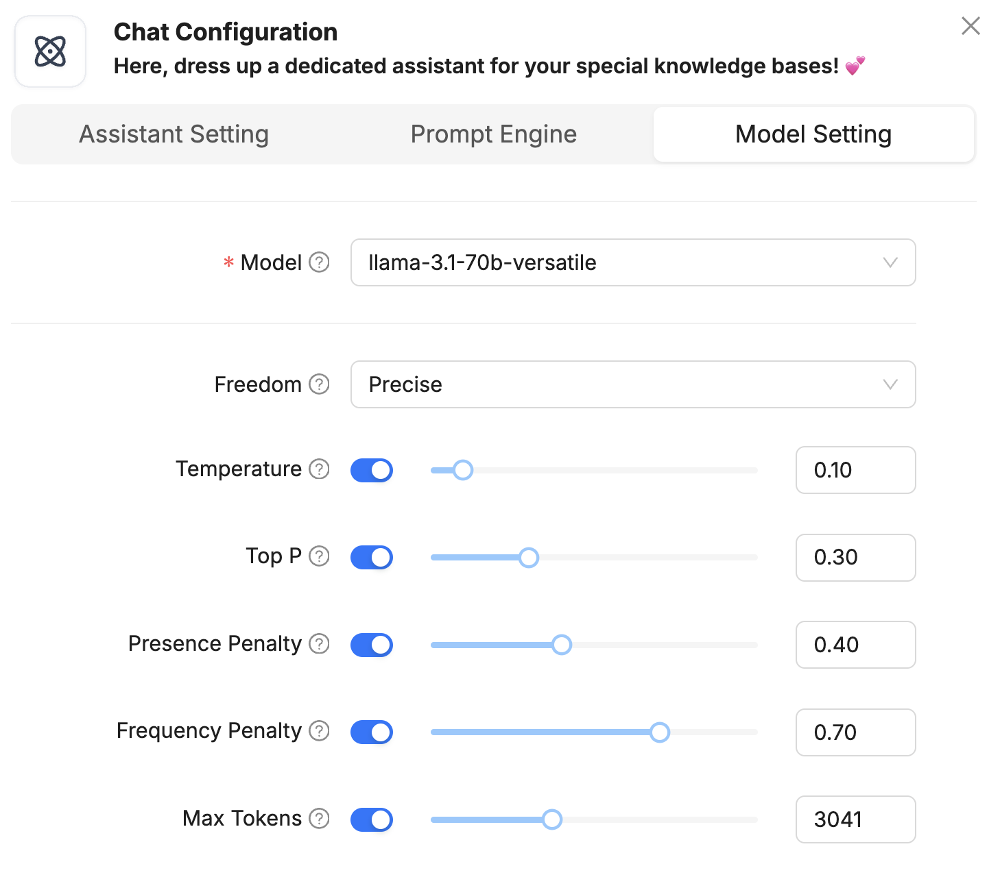 Chat Configuration
Here, dress up a dedicated assistant for your special knowledge bases! 💕
Assistant Setting Prompt Engine Model Setting
* Model ? llama-3.1-70b-versatile
Freedom ? Precise
Temperature ? 0.10
Top P ? 0.30
Presence Penalty ? 0.40
Frequency Penalty ? 0.70
Max Tokens ? 3041